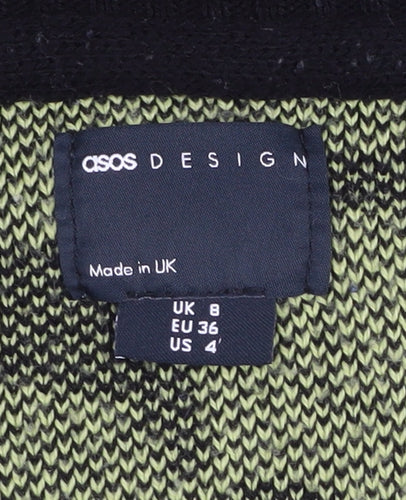 asos DESIGN
Made in UK
UK 8
EU 36
US 4